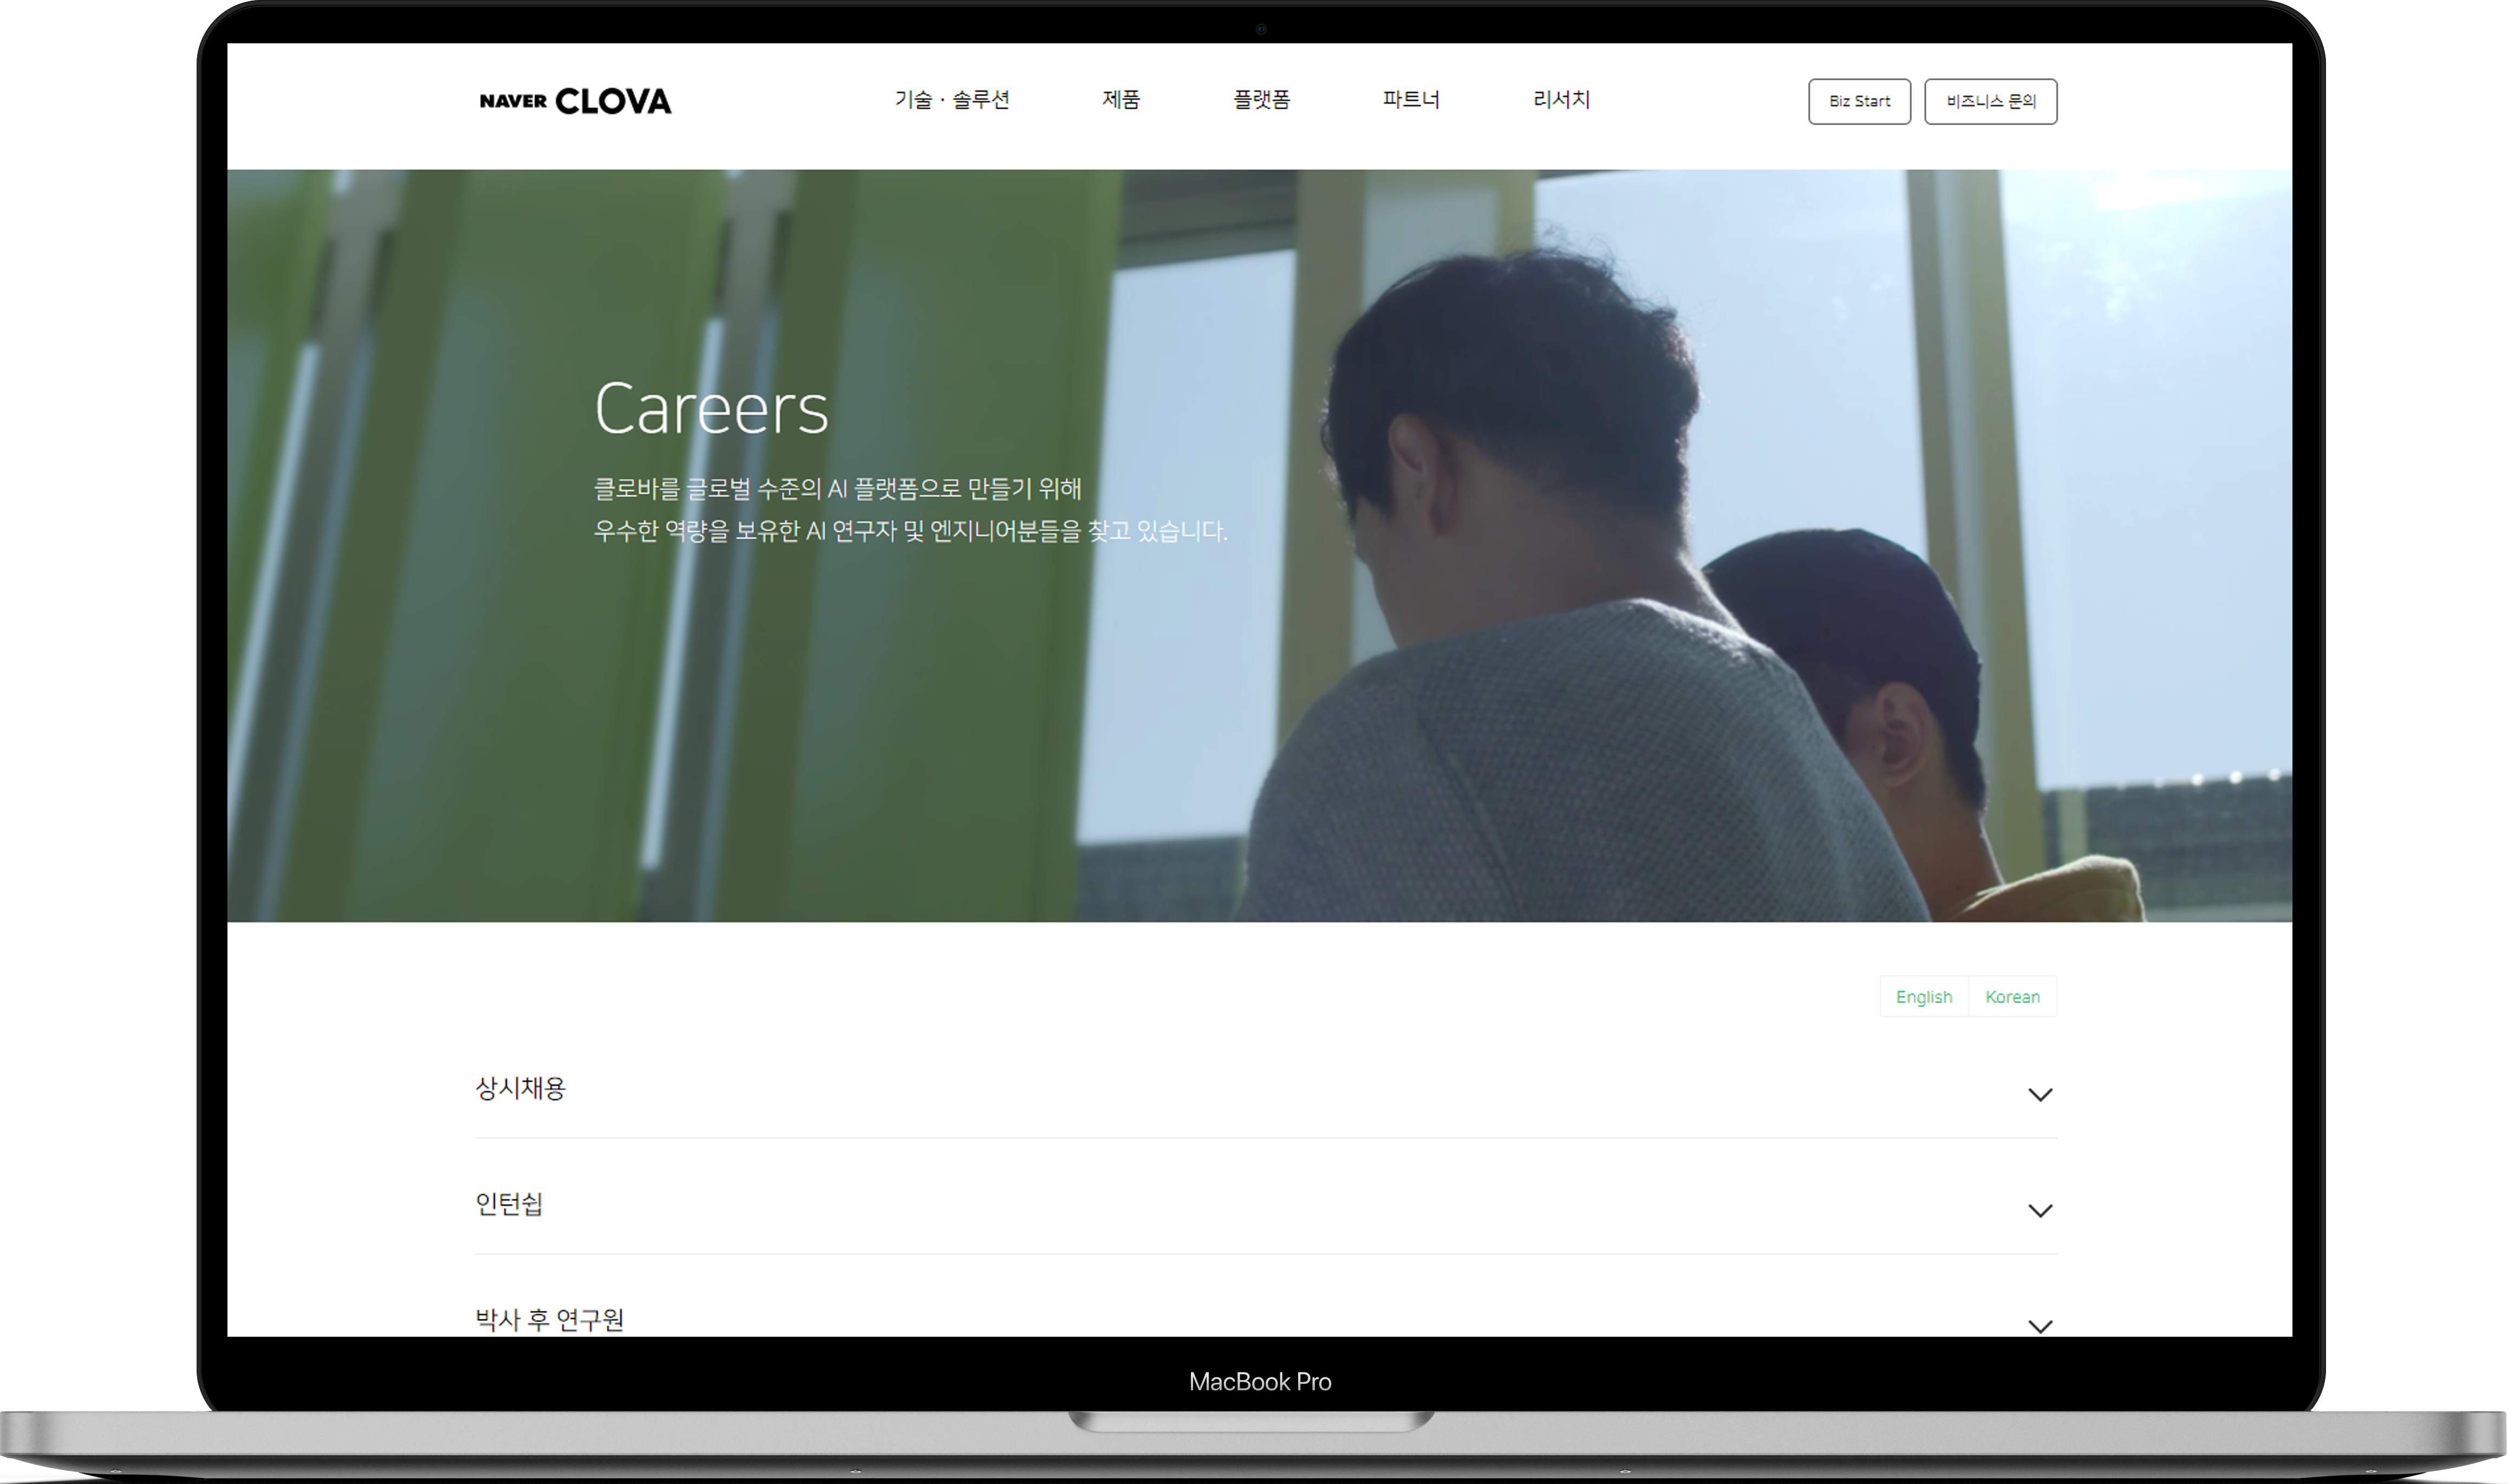 NAVER CLOVA
기술 · 솔루션
제품
플랫폼
파트너
리서치
Biz Start
비즈니스 문의
Careers
클로바를 글로벌 수준의 AI 플랫폼으로 만들기 위해
우수한 역량을 보유한 AI 연구자 및 엔지니어분들을 찾고 있습니다.
English
Korean
상시채용
인턴쉽
박사 후 연구원
MacBook Pro